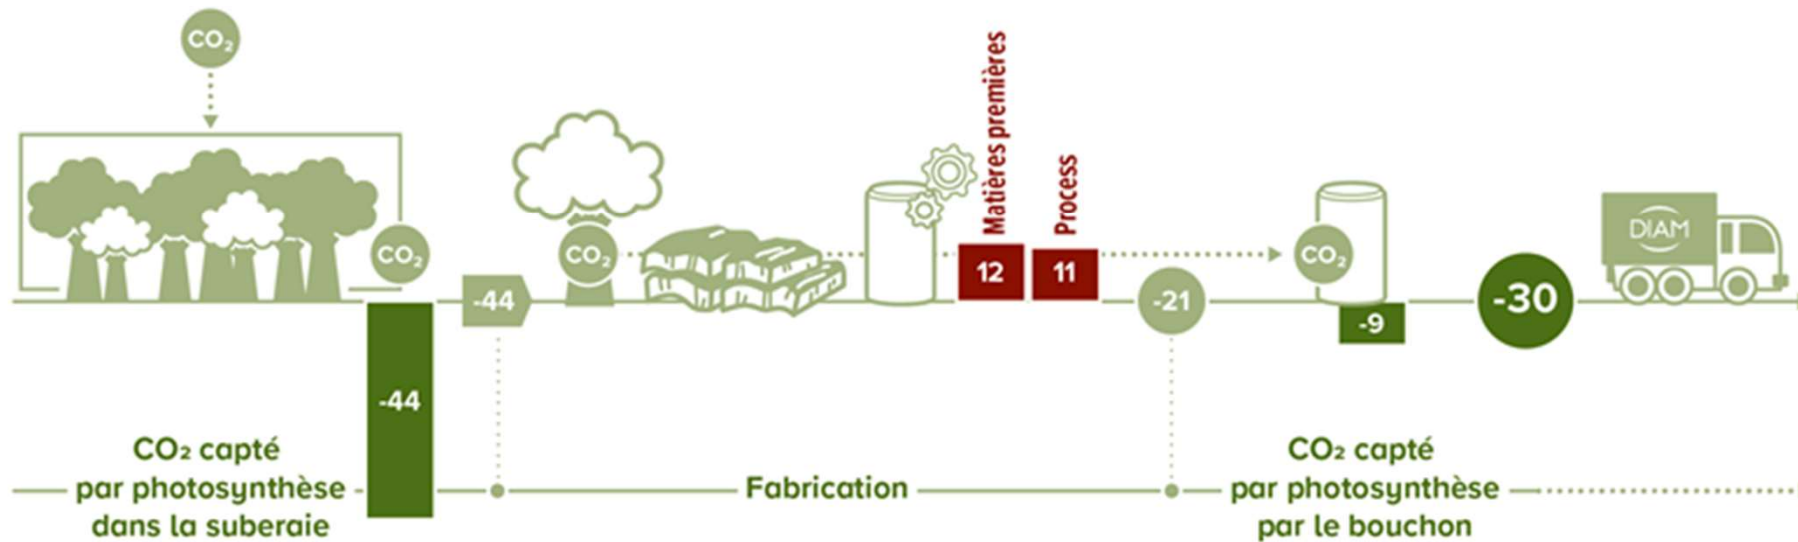 CO₂
CO₂
-44
CO₂ capté
par photosynthèse
dans la suberaie
-44
CO₂
Matières premières
12
Process
11
Fabrication
-21
CO₂
-9
CO₂ capté
par photosynthèse
par le bouchon
-30
DIAM